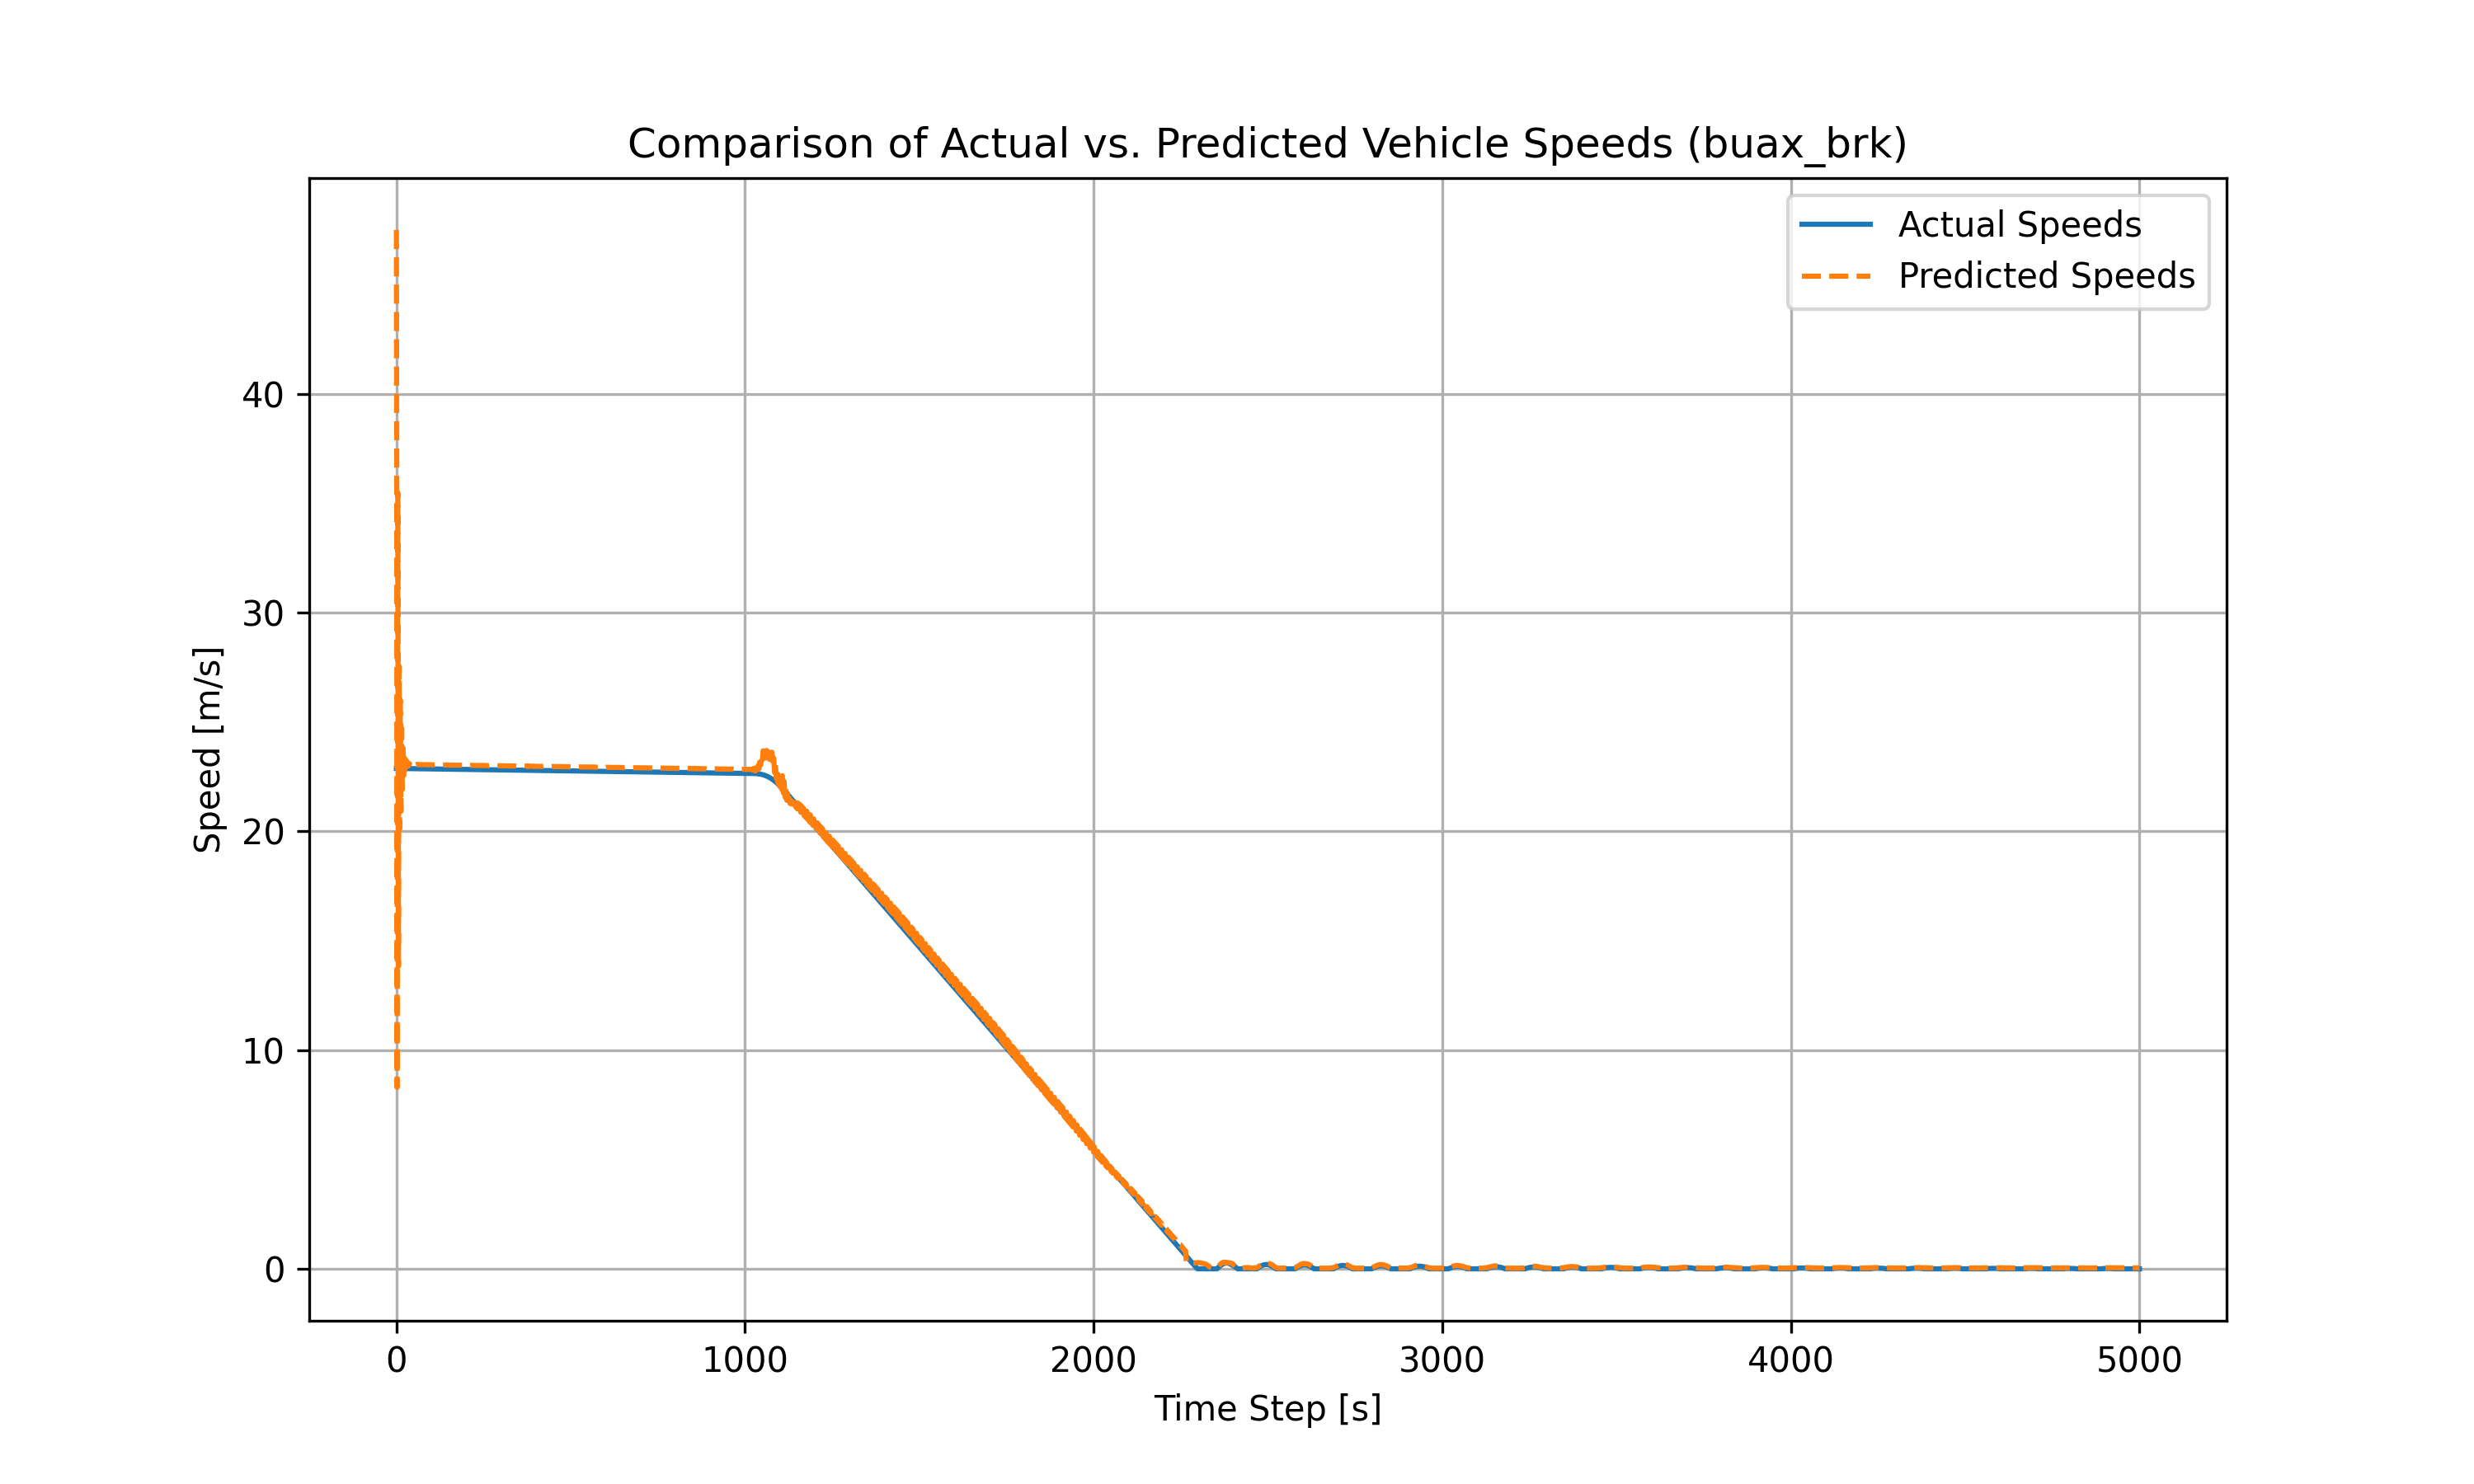 Comparison of Actual vs. Predicted Vehicle Speeds (buax_brk)
Actual Speeds
Predicted Speeds
Speed [m/s]
40
30
20
10
0
0 1000 2000 3000 4000 5000
Time Step [s]